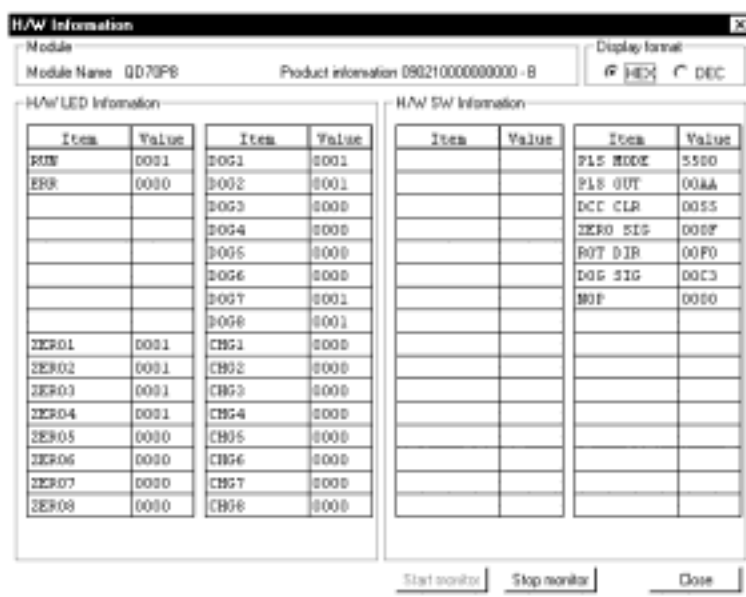 H/W Information
Module
Module Name QD70P8
Product information 090210000000000 - B
Display format
HEX
DEC
H/W LED Information
Item Value Item Value
RUN 0001 DOG1 0001
ERR 0000 DOG2 0001
DOG3 0000
DOG4 0000
DOG5 0000
DOG6 0000
DOG7 0001
DOG8 0001
ZERO1 0001 CHG1 0000
ZERO2 0001 CHG2 0000
ZERO3 0001 CHG3 0000
ZERO4 0001 CHG4 0000
ZERO5 0000 CHG5 0000
ZERO6 0000 CHG6 0000
ZERO7 0000 CHG7 0000
ZERO8 0000 CHG8 0000
H/W SW Information
Item Value Item Value
PLS MODE 5500
PLS OUT 00AA
DCC CLR 0055
ZERO SIG 000F
ROT DIR 00F0
DOG SIG 00C3
NOP 0000
Start monitor
Stop monitor
Close